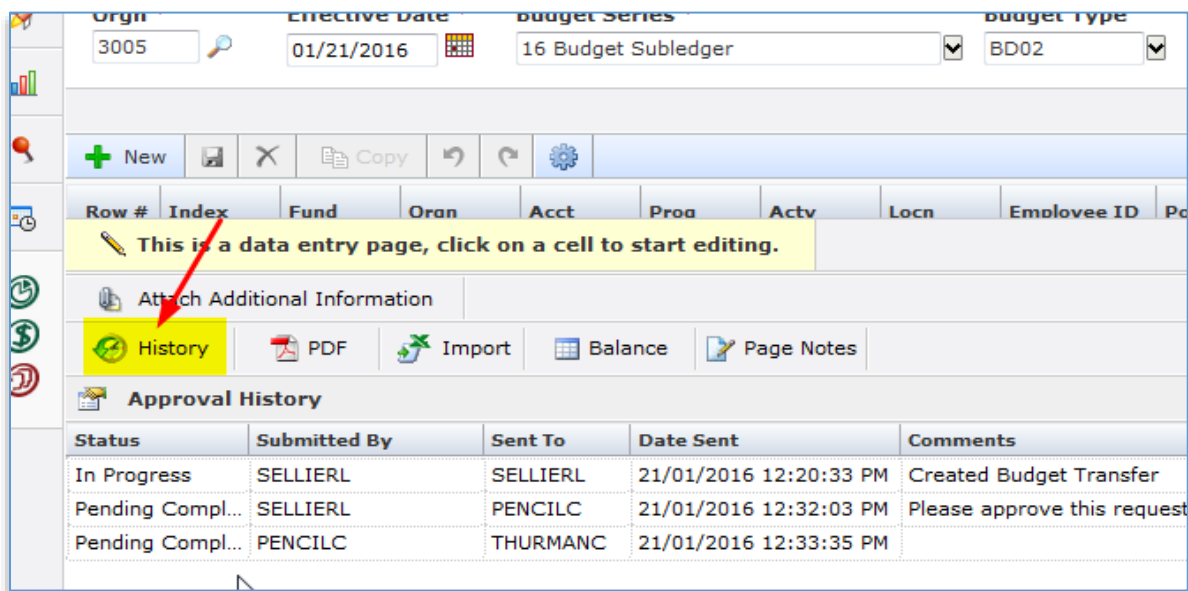 Orgn Effective Date * Budget Series * Budget Type
3005 01/21/2016 16 Budget Subledger BD02
New Copy
Row # Index Fund Orgn Acct Prog Actv Locn Employee ID Po
This is a data entry page, click on a cell to start editing.
Attach Additional Information
History PDF Import Balance Page Notes
Approval History
Status Submitted By Sent To Date Sent Comments
In Progress SELLIERL SELLIERL 21/01/2016 12:20:33 PM Created Budget Transfer
Pending Compl... SELLIERL PENCILC 21/01/2016 12:32:03 PM Please approve this request
Pending Compl... PENCILC THURMANC 21/01/2016 12:33:35 PM